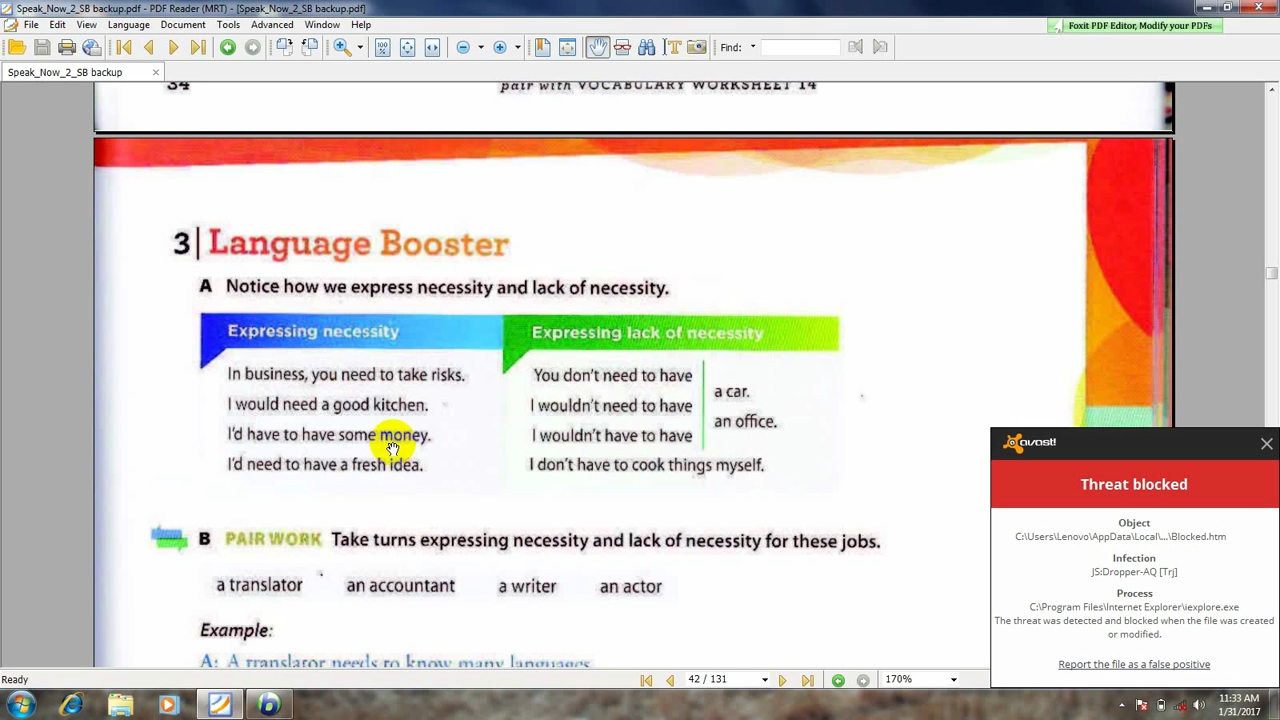 Speak_Now_2_SB backup.pdf - PDF Reader (MRT) - [Speak_Now_2_SB backup.pdf]
File Edit View Language Document Tools Advanced Window Help
Foxit PDF Editor, Modify your PDFs
Find:
Speak_Now_2_SB backup
34 pair with VOCABULARY WORKSHEET 14
3 Language Booster
A Notice how we express necessity and lack of necessity.
Expressing necessity
In business, you need to take risks.
I would need a good kitchen.
I'd have to have some money.
I'd need to have a fresh idea.
Expressing lack of necessity
You don't need to have
I wouldn't need to have
I wouldn't have to have
a car.
an office.
I don't have to cook things myself.
B PAIR WORK Take turns expressing necessity and lack of necessity for these jobs.
a translator an accountant a writer an actor
Example:
A: A translator needs to know many languages.
avast!
Threat blocked
Object
C:\Users\Lenovo\AppData\Local\...\Blocked.htm
Infection
JS:Dropper-AQ [Trj]
Process
C:\Program Files\Internet Explorer\iexplore.exe
The threat was detected and blocked when the file was created
or modified.
Report the file as a false positive
Ready
42 / 131
170%
11:33 AM
1/31/2017